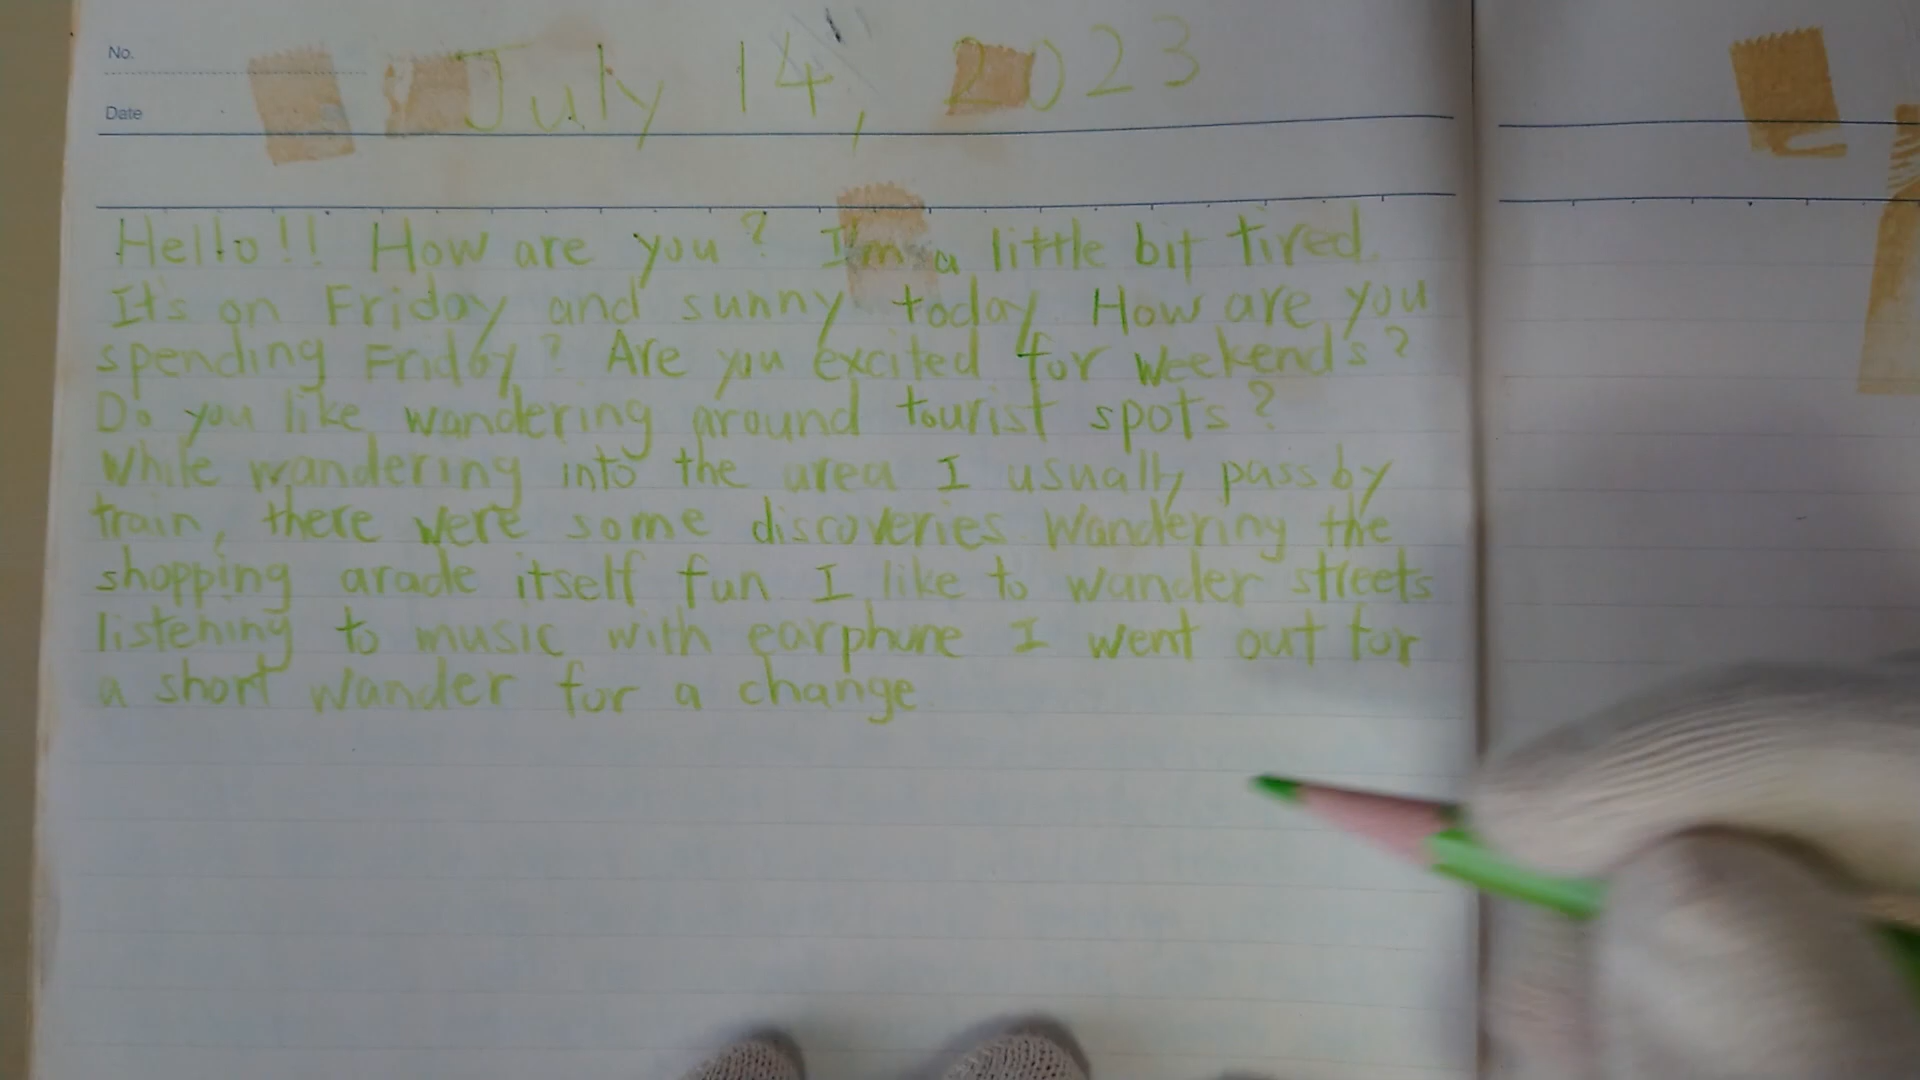 No.
July 14, 2023
Date
Hello!! How are you? I'm a little bit tired.
It's on Friday and sunny today. How are you
spending Friday? Are you excited for weekends?
Do you like wandering around tourist spots?
While wandering into the area I usually pass by
train, there were some discoveries Wandering the
shopping arade itself fun I like to wander streets
listening to music with earphone I went out for
a short wander for a change